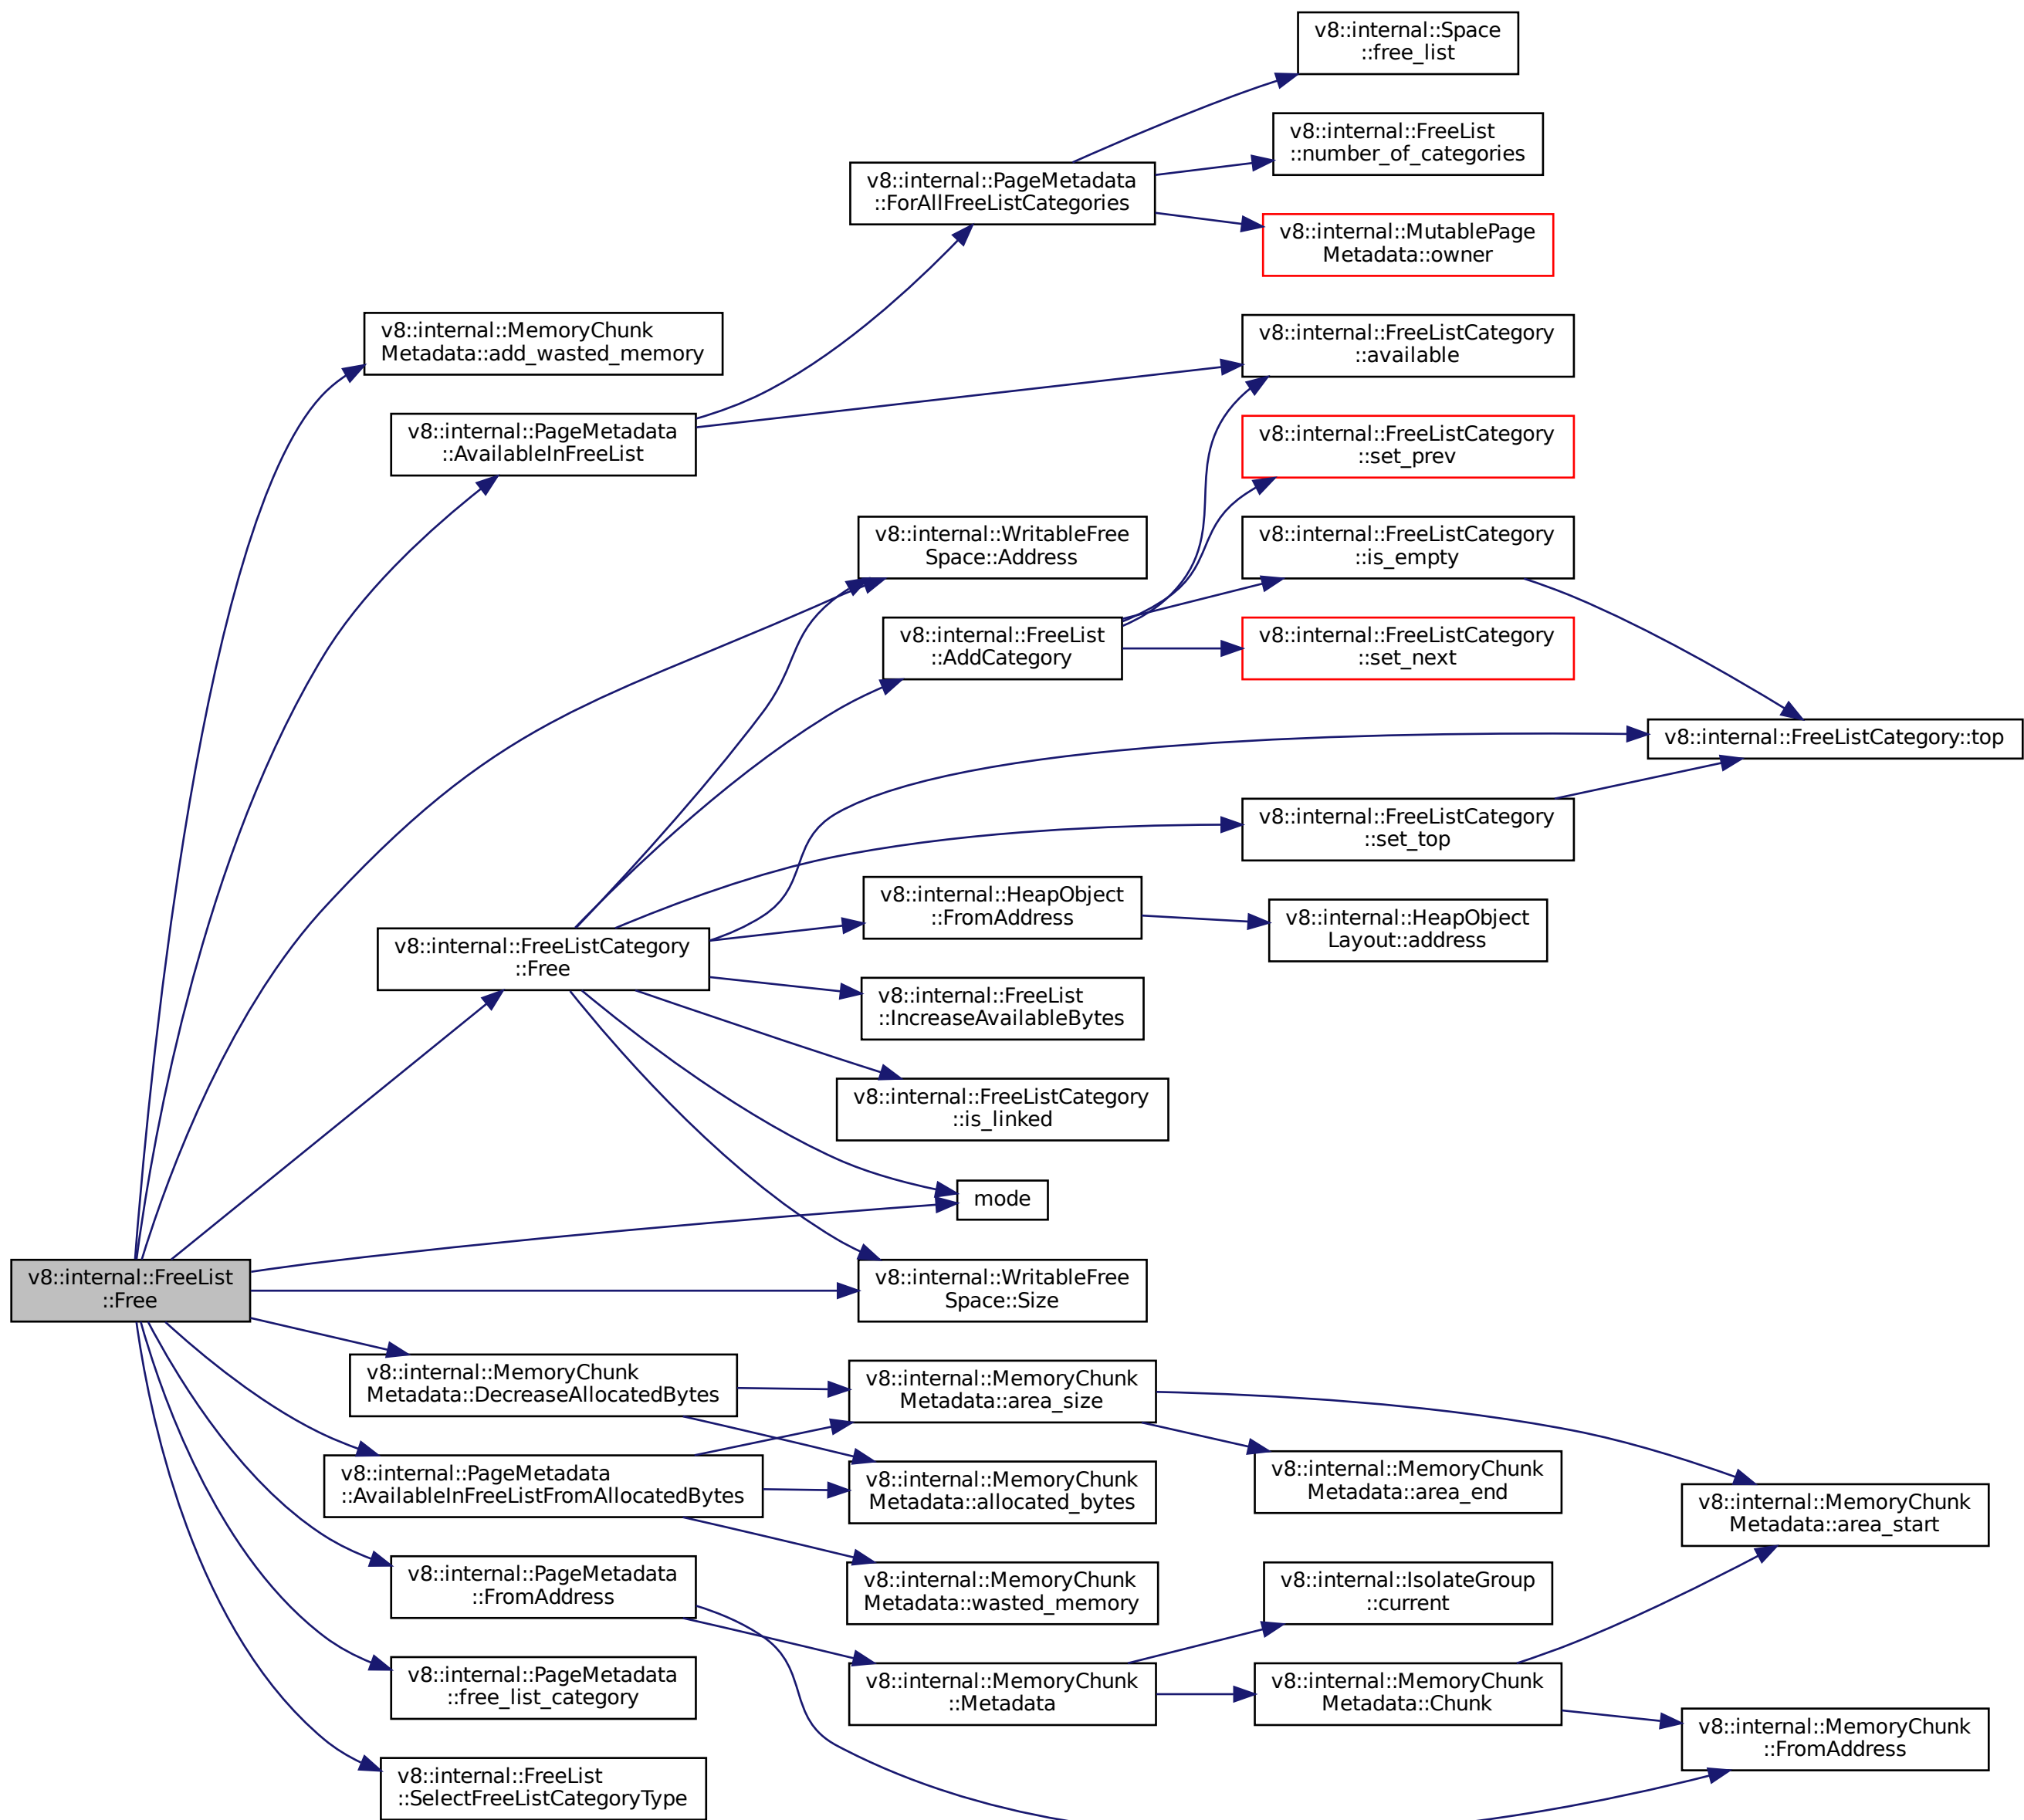 v8::internal::Space
::free_list
v8::internal::FreeList
::number_of_categories
v8::internal::PageMetadata
::ForAllFreeListCategories
v8::internal::MutablePage
Metadata::owner
v8::internal::MemoryChunk
Metadata::add_wasted_memory
v8::internal::FreeListCategory
::available
v8::internal::PageMetadata
::AvailableInFreeList
v8::internal::FreeListCategory
::set_prev
v8::internal::WritableFree
Space::Address
v8::internal::FreeListCategory
::is_empty
v8::internal::FreeList
::AddCategory
v8::internal::FreeListCategory
::set_next
v8::internal::FreeListCategory::top
v8::internal::FreeListCategory
::set_top
v8::internal::HeapObject
::FromAddress
v8::internal::HeapObject
Layout::address
v8::internal::FreeListCategory
::Free
v8::internal::FreeList
::IncreaseAvailableBytes
v8::internal::FreeListCategory
::is_linked
mode
v8::internal::FreeList
::Free
v8::internal::WritableFree
Space::Size
v8::internal::MemoryChunk
Metadata::DecreaseAllocatedBytes
v8::internal::MemoryChunk
Metadata::area_size
v8::internal::PageMetadata
::AvailableInFreeListFromAllocatedBytes
v8::internal::MemoryChunk
Metadata::allocated_bytes
v8::internal::MemoryChunk
Metadata::area_end
v8::internal::MemoryChunk
Metadata::area_start
v8::internal::PageMetadata
::FromAddress
v8::internal::MemoryChunk
Metadata::wasted_memory
v8::internal::IsolateGroup
::current
v8::internal::PageMetadata
::free_list_category
v8::internal::MemoryChunk
::Metadata
v8::internal::MemoryChunk
Metadata::Chunk
v8::internal::MemoryChunk
::FromAddress
v8::internal::FreeList
::SelectFreeListCategoryType